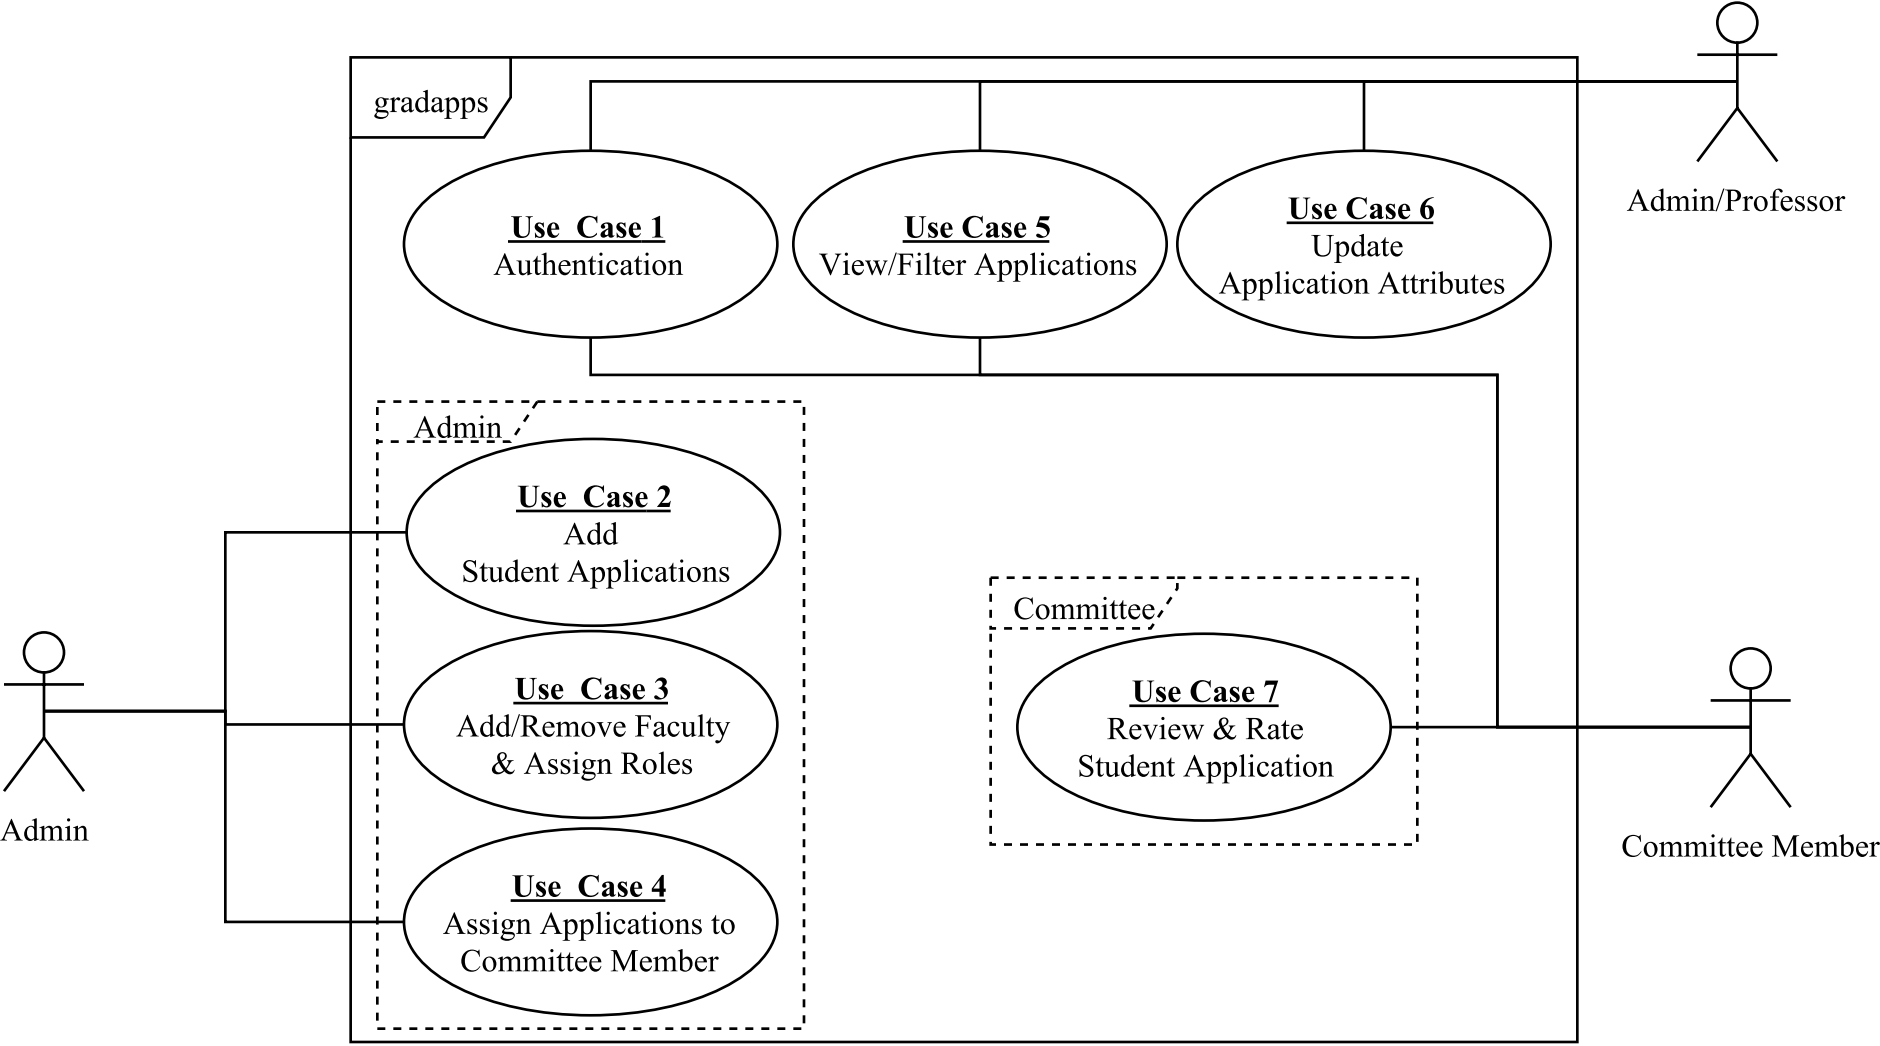 gradapps
Use Case 1
Authentication
Use Case 5
View/Filter Applications
Use Case 6
Update
Application Attributes
Admin/Professor
Admin
Use Case 2
Add
Student Applications
Use Case 3
Add/Remove Faculty
& Assign Roles
Use Case 4
Assign Applications to
Committee Member
Admin
Committee
Use Case 7
Review & Rate
Student Application
Committee Member